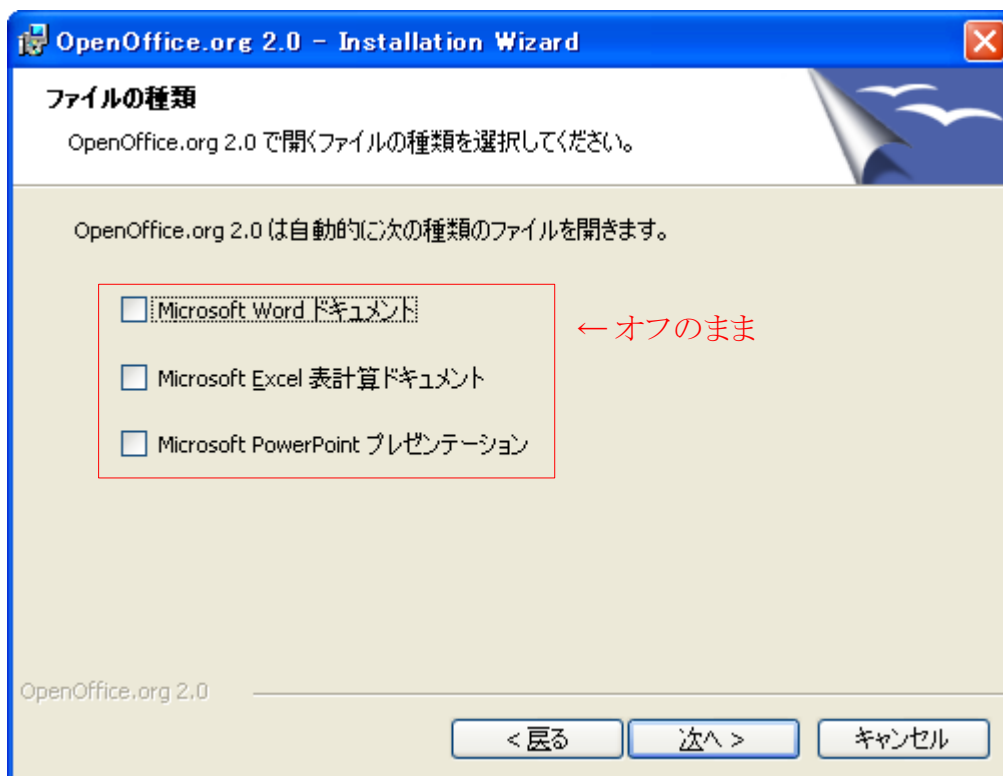 OpenOffice.org 2.0 - Installation Wizard
ファイルの種類
OpenOffice.org 2.0 で開くファイルの種類を選択してください。
OpenOffice.org 2.0 は自動的に次の種類のファイルを開きます。
Microsoft Word ドキュメント
←オフのまま
Microsoft Excel 表計算ドキュメント
Microsoft PowerPoint プレゼンテーション
OpenOffice.org 2.0
< 戻る 次へ > キャンセル